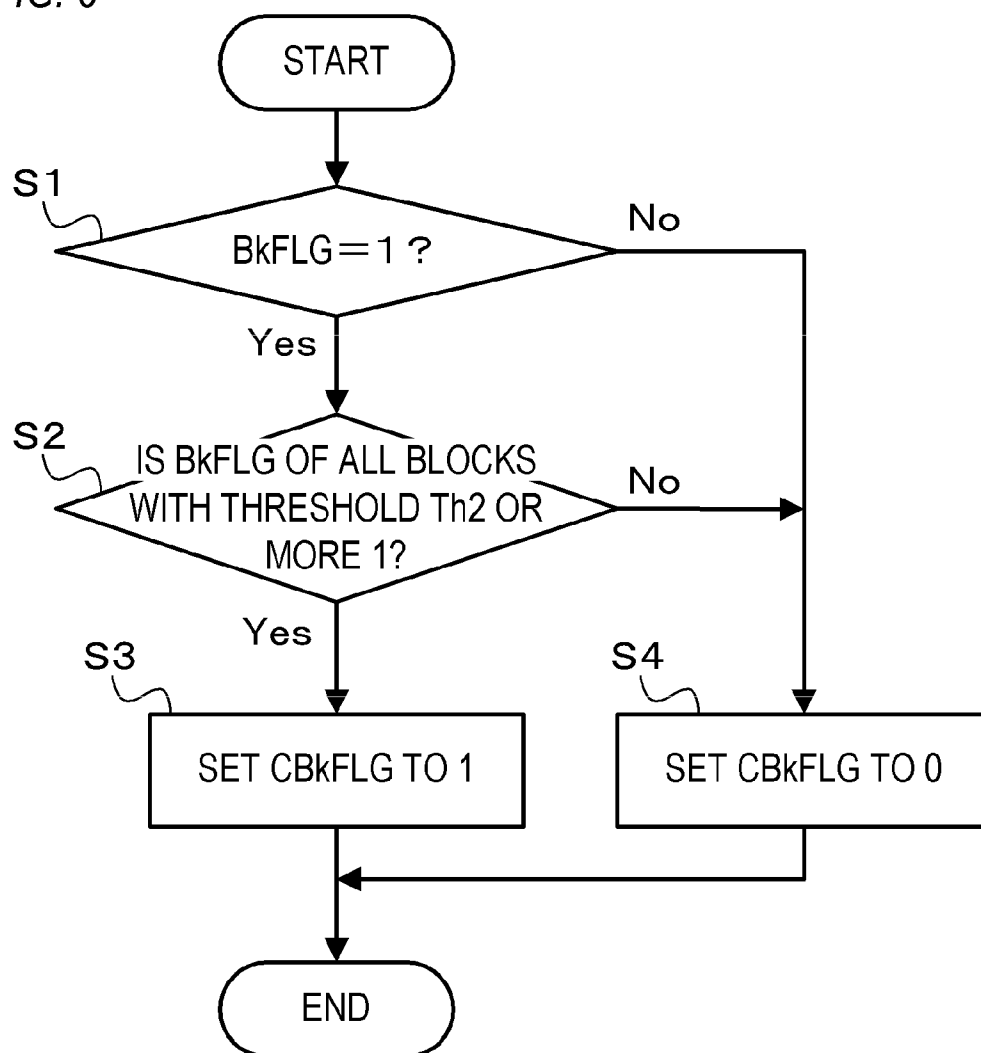 START
S1
BkFLG=1?
No
Yes
S2
IS BkFLG OF ALL BLOCKS
WITH THRESHOLD Th2 OR
MORE 1?
No
Yes
S3
SET CBkFLG TO 1
S4
SET CBkFLG TO 0
END